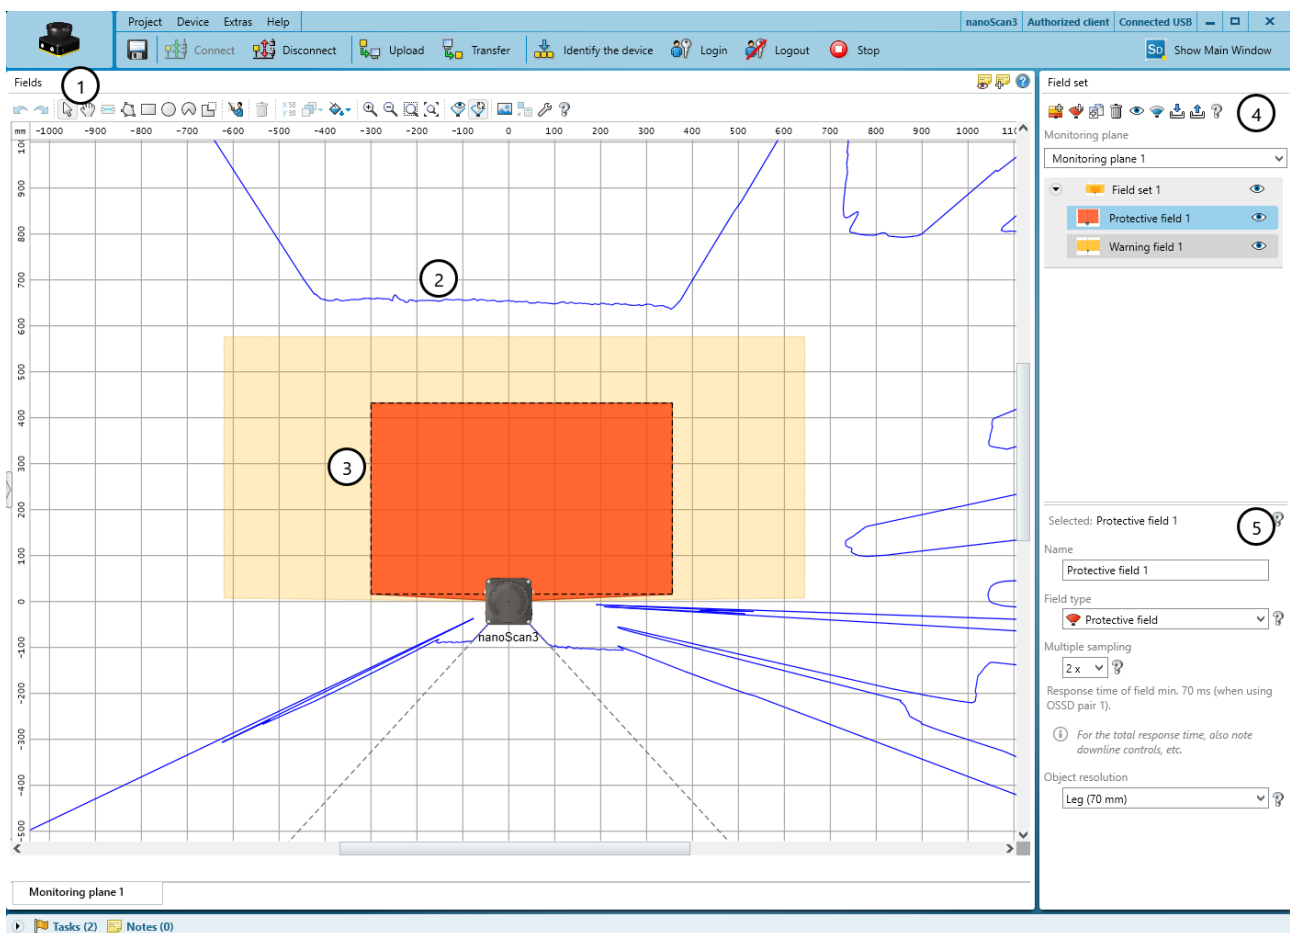 Project Device Extras Help nanoScan3 Authorized client Connected USB
Connect Disconnect Upload Transfer Identify the device Login Logout Stop SD Show Main Window
Fields 1
Field set
4
mm -1000 -900 -800 -700 -600 -500 -400 -300 -200 -100 0 100 200 300 400 500 600 700 800 900 1000
Monitoring plane
Monitoring plane 1
900
Field set 1
Protective field 1
800
Warning field 1
700
2
600
500
400
300
3
200
Selected: Protective field 1
5
100
Name
Protective field 1
0
Field type
Protective field
nanoScan3
-100
Multiple sampling
2 x
-200
Response time of field min. 70 ms (when using
OSSD pair 1).
-300
For the total response time, also note
downline controls, etc.
-400
Object resolution
Leg (70 mm)
-500
Monitoring plane 1
Tasks (2) Notes (0)